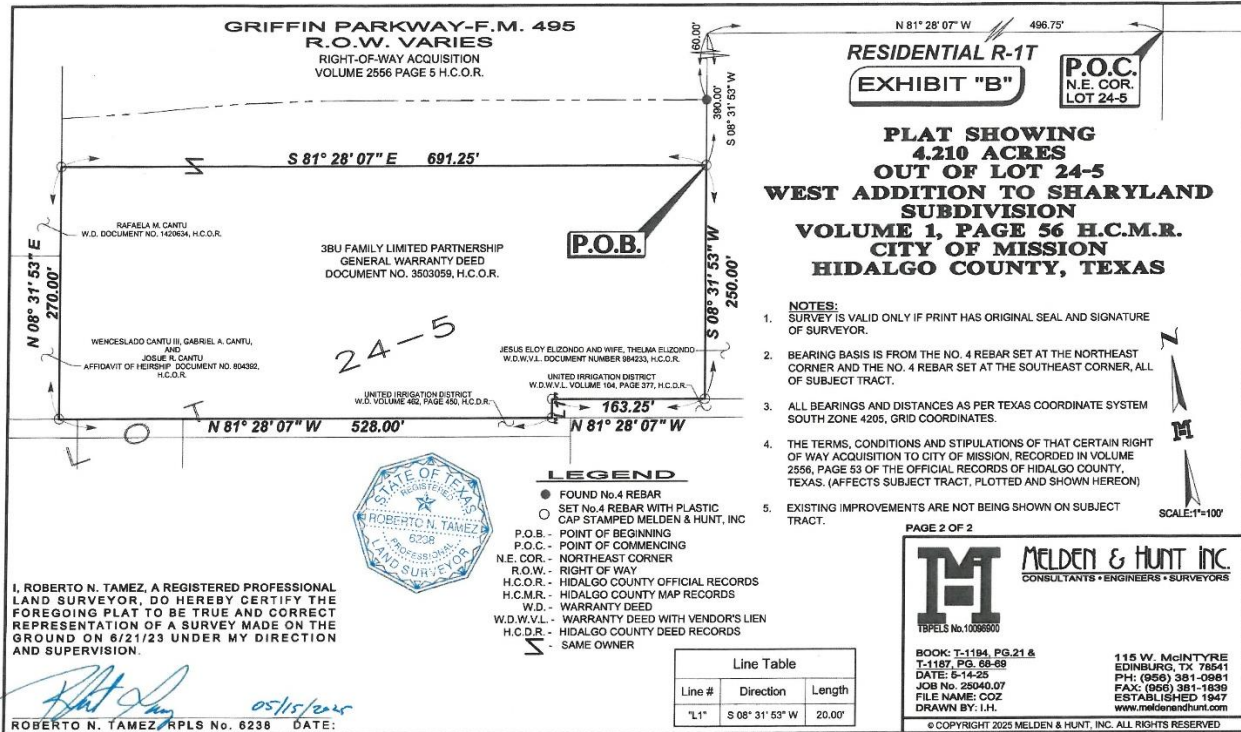 GRIFFIN PARKWAY-F.M. 495
R.O.W. VARIES
RIGHT-OF-WAY ACQUISITION
VOLUME 2556 PAGE 5 H.C.O.R.
N 81° 28' 07" W 496.75'
60.00'
390.00'
S 08° 31' 53" W
RESIDENTIAL R-1T
EXHIBIT "B"
P.O.C.
N.E. COR.
LOT 24-5
PLAT SHOWING
4.210 ACRES
OUT OF LOT 24-5
WEST ADDITION TO SHARYLAND
SUBDIVISION
VOLUME 1, PAGE 56 H.C.M.R.
CITY OF MISSION
HIDALGO COUNTY, TEXAS
S 81° 28' 07" E 691.25'
RAFAELA M. CANTU
W.D. DOCUMENT NO. 1420634, H.C.O.R.
3BU FAMILY LIMITED PARTNERSHIP
GENERAL WARRANTY DEED
DOCUMENT NO. 3503059, H.C.O.R.
P.O.B.
N 08° 31' 53" E
270.00'
S 08° 31' 53" W
250.00'
WENCESLADO CANTU III, GABRIEL A. CANTU,
AND
JOSUE R. CANTU
AFFIDAVIT OF HEIRSHIP DOCUMENT NO. 804392,
H.C.O.R.
LOT 24-5
JESUS ELOY ELIZONDO AND WIFE, THELMA ELIZONDO
W.D.W.V.L. DOCUMENT NUMBER 984233, H.C.O.R.
UNITED IRRIGATION DISTRICT
W.D.W.V.L. VOLUME 104, PAGE 377, H.C.D.R.
UNITED IRRIGATION DISTRICT
W.D. VOLUME 462, PAGE 450, H.C.D.R.
"L1"
163.25'
N 81° 28' 07" W 528.00'
N 81° 28' 07" W
NOTES:
1. SURVEY IS VALID ONLY IF PRINT HAS ORIGINAL SEAL AND SIGNATURE
OF SURVEYOR.
2. BEARING BASIS IS FROM THE NO. 4 REBAR SET AT THE NORTHEAST
CORNER AND THE NO. 4 REBAR SET AT THE SOUTHEAST CORNER, ALL
OF SUBJECT TRACT.
3. ALL BEARINGS AND DISTANCES AS PER TEXAS COORDINATE SYSTEM
SOUTH ZONE 4205, GRID COORDINATES.
4. THE TERMS, CONDITIONS AND STIPULATIONS OF THAT CERTAIN RIGHT
OF WAY ACQUISITION TO CITY OF MISSION, RECORDED IN VOLUME
2556, PAGE 53 OF THE OFFICIAL RECORDS OF HIDALGO COUNTY,
TEXAS. (AFFECTS SUBJECT TRACT, PLOTTED AND SHOWN HEREON)
5. EXISTING IMPROVEMENTS ARE NOT BEING SHOWN ON SUBJECT
TRACT.
N
SCALE:1"=100'
LEGEND
FOUND No.4 REBAR
SET No.4 REBAR WITH PLASTIC
CAP STAMPED MELDEN & HUNT, INC
P.O.B. - POINT OF BEGINNING
P.O.C. - POINT OF COMMENCING
N.E. COR. - NORTHEAST CORNER
R.O.W. - RIGHT OF WAY
H.C.O.R. - HIDALGO COUNTY OFFICIAL RECORDS
H.C.M.R. - HIDALGO COUNTY MAP RECORDS
W.D. - WARRANTY DEED
W.D.W.V.L. - WARRANTY DEED WITH VENDOR'S LIEN
H.C.D.R. - HIDALGO COUNTY DEED RECORDS
- SAME OWNER
STATE OF TEXAS
REGISTERED
ROBERTO N. TAMEZ
6238
PROFESSIONAL
LAND SURVEYOR
I, ROBERTO N. TAMEZ, A REGISTERED PROFESSIONAL
LAND SURVEYOR, DO HEREBY CERTIFY THE
FOREGOING PLAT TO BE TRUE AND CORRECT
REPRESENTATION OF A SURVEY MADE ON THE
GROUND ON 6/21/23 UNDER MY DIRECTION
AND SUPERVISION.
05/15/2025
ROBERTO N. TAMEZ, RPLS No. 6238 DATE:
Line Table
Line # Direction Length
"L1" S 08° 31' 53" W 20.00'
PAGE 2 OF 2
MELDEN & HUNT INC.
CONSULTANTS • ENGINEERS • SURVEYORS
TBPELS No.10096900
BOOK: T-1194, PG.21 &
T-1187, PG. 68-69
DATE: 5-14-25
JOB No. 25040.07
FILE NAME: COZ
DRAWN BY: I.H.
115 W. McINTYRE
EDINBURG, TX 78541
PH: (956) 381-0981
FAX: (956) 381-1839
ESTABLISHED 1947
www.meldenandhunt.com
© COPYRIGHT 2025 MELDEN & HUNT, INC. ALL RIGHTS RESERVED